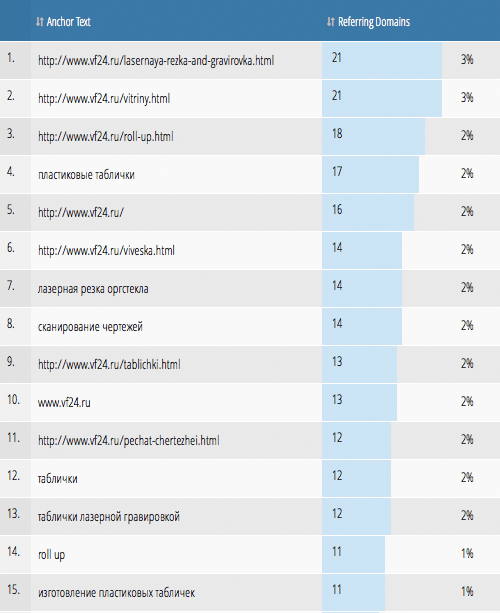 Anchor Text Referring Domains
1. http://www.vf24.ru/lasernaya-rezka-and-gravirovka.html 21 3%
2. http://www.vf24.ru/vitriny.html 21 3%
3. http://www.vf24.ru/roll-up.html 18 2%
4. пластиковые таблички 17 2%
5. http://www.vf24.ru/ 16 2%
6. http://www.vf24.ru/viveska.html 14 2%
7. лазерная резка оргстекла 14 2%
8. сканирование чертежей 14 2%
9. http://www.vf24.ru/tablichki.html 13 2%
10. www.vf24.ru 13 2%
11. http://www.vf24.ru/pechat-chertezhei.html 12 2%
12. таблички 12 2%
13. таблички лазерной гравировкой 12 2%
14. roll up 11 1%
15. изготовление пластиковых табличек 11 1%